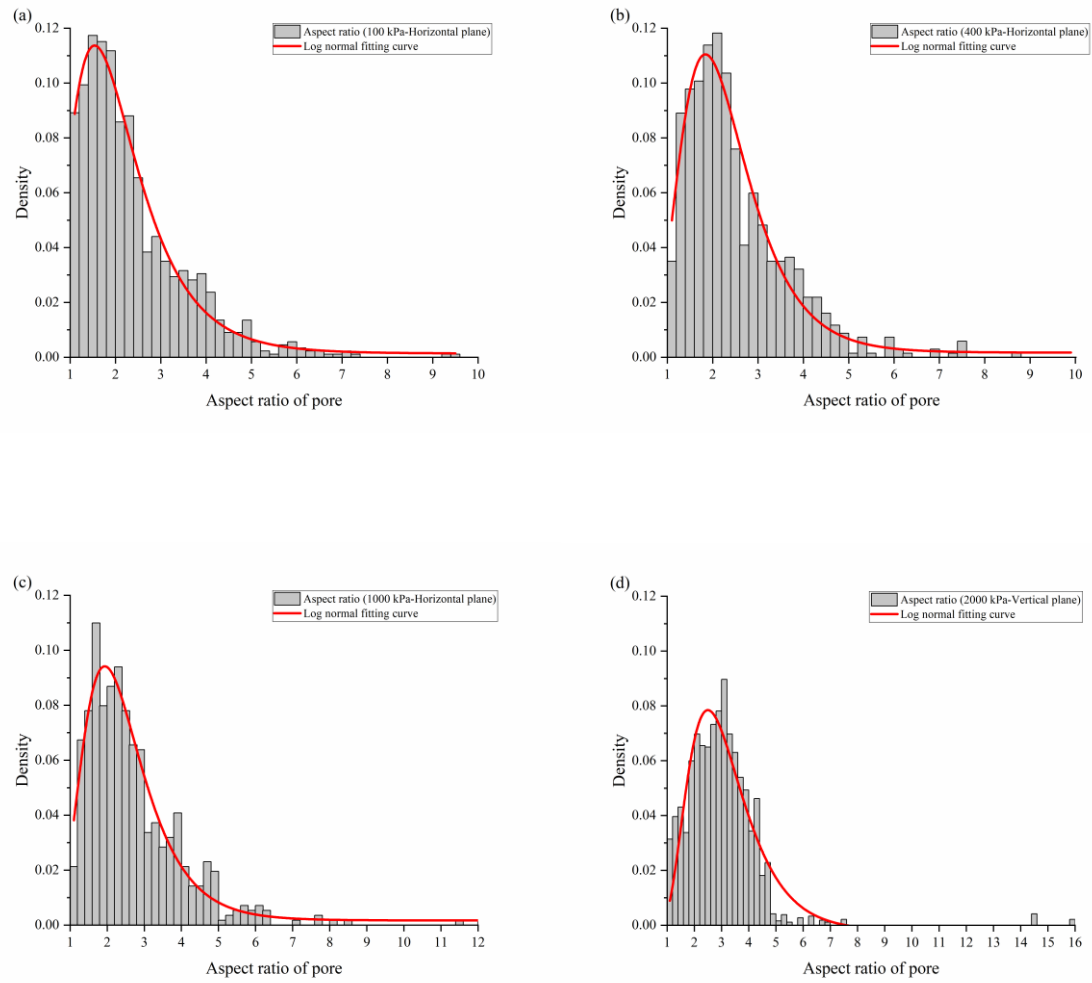 (a)
Aspect ratio (100 kPa-Horizontal plane)
Log normal fitting curve
0.12
0.10
0.08
0.06
0.04
0.02
0.00
Density
1 2 3 4 5 6 7 8 9 10
Aspect ratio of pore
(b)
Aspect ratio (400 kPa-Horizontal plane)
Log normal fitting curve
0.12
0.10
0.08
0.06
0.04
0.02
0.00
Density
1 2 3 4 5 6 7 8 9 10
Aspect ratio of pore
(c)
Aspect ratio (1000 kPa-Horizontal plane)
Log normal fitting curve
0.12
0.10
0.08
0.06
0.04
0.02
0.00
Density
1 2 3 4 5 6 7 8 9 10 11 12
Aspect ratio of pore
(d)
Aspect ratio (2000 kPa-Vertical plane)
Log normal fitting curve
0.12
0.10
0.08
0.06
0.04
0.02
0.00
Density
1 2 3 4 5 6 7 8 9 10 11 12 13 14 15 16
Aspect ratio of pore